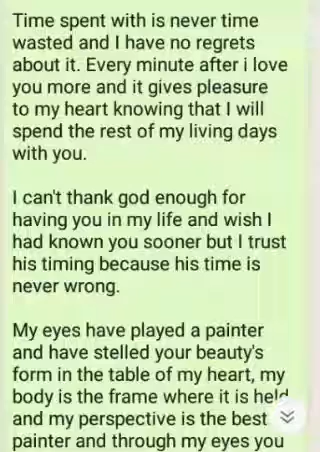 Time spent with is never time
wasted and I have no regrets
about it. Every minute after i love
you more and it gives pleasure
to my heart knowing that I will
spend the rest of my living days
with you.
I can't thank god enough for
having you in my life and wish I
had known you sooner but I trust
his timing because his time is
never wrong.
My eyes have played a painter
and have stelled your beauty's
form in the table of my heart, my
body is the frame where it is held
and my perspective is the best
painter and through my eyes you